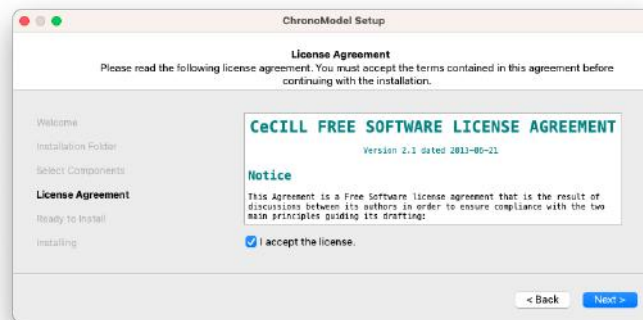 ChronoModel Setup
License Agreement
Please read the following license agreement. You must accept the terms contained in this agreement before
continuing with the installation.
Welcome
Installation Folder
Select Components
License Agreement
Ready to Install
Installing
CeCILL FREE SOFTWARE LICENSE AGREEMENT
Version 2.1 dated 2013-06-21
Notice
This Agreement is a Free Software license agreement that is the result of
discussions between its authors in order to ensure compliance with the two
main principles guiding its drafting:
I accept the license.
< Back
Next >